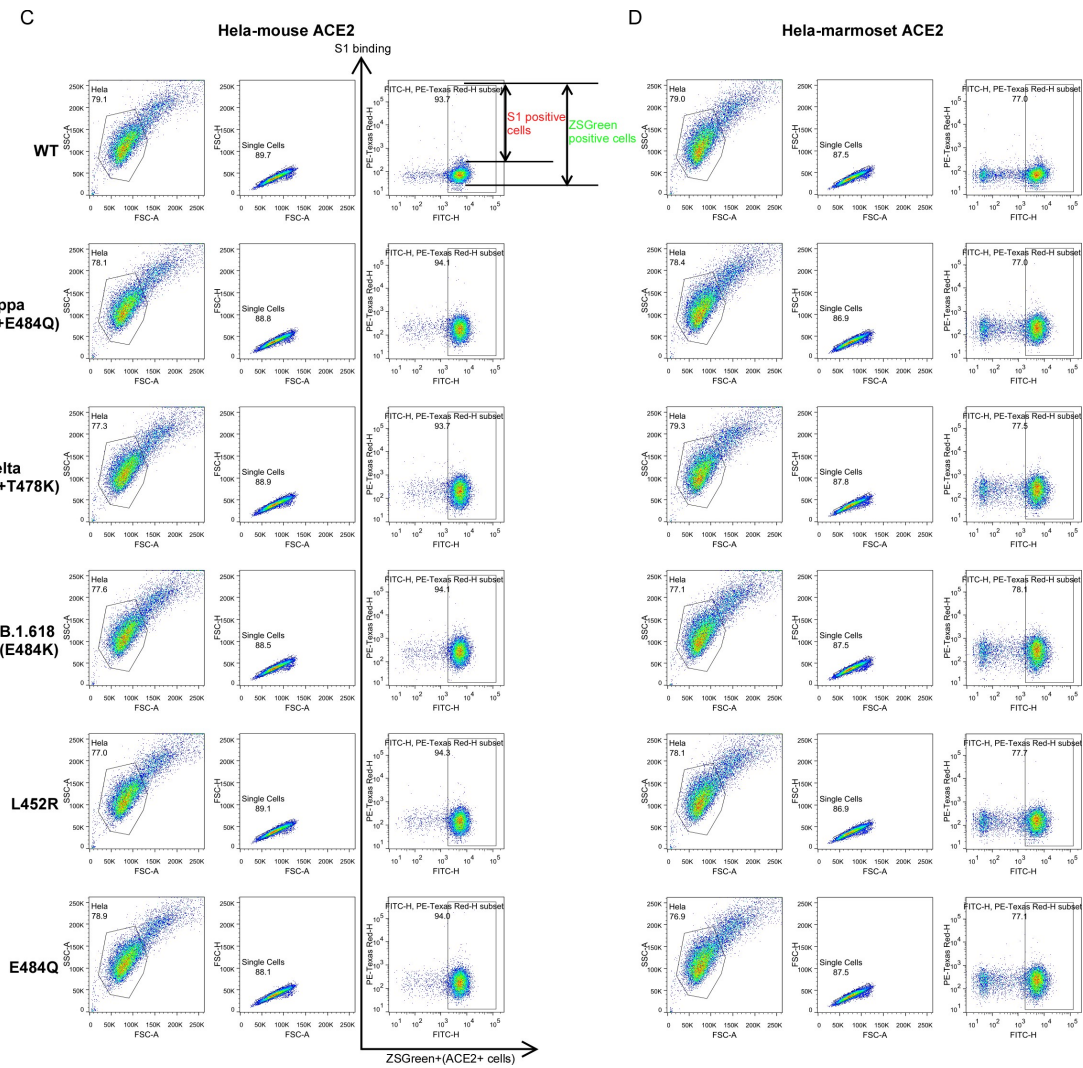 C
Hela-mouse ACE2
D
Hela-marmoset ACE2
S1 binding
S1 positive
cells
ZSGreen
positive cells
WT
Hela
79.1
Single Cells
89.7
FITC-H, PE-Texas Red-H subset
93.7
Hela
79.0
Single Cells
87.5
FITC-H, PE-Texas Red-H subset
77.0
ppa
+E484Q)
Hela
78.1
Single Cells
88.8
FITC-H, PE-Texas Red-H subset
94.1
Hela
78.4
Single Cells
86.9
FITC-H, PE-Texas Red-H subset
77.0
elta
+T478K)
Hela
77.3
Single Cells
88.9
FITC-H, PE-Texas Red-H subset
93.7
Hela
79.3
Single Cells
87.8
FITC-H, PE-Texas Red-H subset
77.5
B.1.618
(E484K)
Hela
77.6
Single Cells
88.5
FITC-H, PE-Texas Red-H subset
94.1
Hela
77.1
Single Cells
87.5
FITC-H, PE-Texas Red-H subset
78.1
L452R
Hela
77.0
Single Cells
89.1
FITC-H, PE-Texas Red-H subset
94.3
Hela
78.1
Single Cells
86.9
FITC-H, PE-Texas Red-H subset
77.7
E484Q
Hela
78.9
Single Cells
88.1
FITC-H, PE-Texas Red-H subset
94.0
Hela
76.9
Single Cells
87.5
FITC-H, PE-Texas Red-H subset
77.1
SSC-A
FSC-A
FSC-H
FSC-A
PE-Texas Red-H
FITC-H
ZSGreen+(ACE2+ cells)